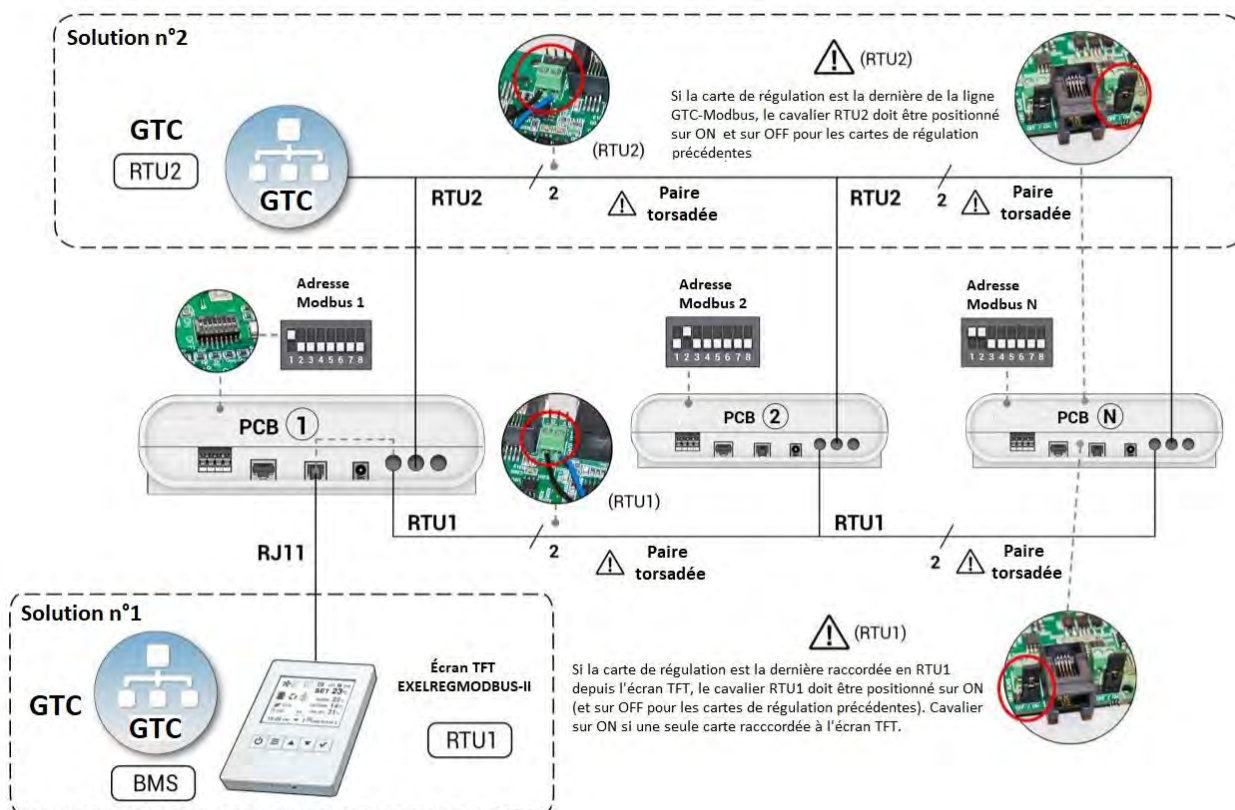 Solution n°2
GTC
RTU2
GTC
(RTU2)
(RTU2)
Si la carte de régulation est la dernière de la ligne
GTC-Modbus, le cavalier RTU2 doit être positionné
sur ON et sur OFF pour les cartes de régulation
précédentes
RTU2
2
Paire
torsadée
RTU2
2
Paire
torsadée
Adresse
Modbus 1
1 2 3 4 5 6 7 8
Adresse
Modbus 2
1 2 3 4 5 6 7 8
Adresse
Modbus N
1 2 3 4 5 6 7 8
PCB 1
PCB 2
PCB N
(RTU1)
RTU1
2
Paire
torsadée
RTU1
2
Paire
torsadée
RJ11
Solution n°1
GTC
GTC
BMS
Écran TFT
EXELREGMODBUS-II
RTU1
SET 23
(RTU1)
Si la carte de régulation est la dernière raccordée en RTU1
depuis l'écran TFT, le cavalier RTU1 doit être positionné sur ON
(et sur OFF pour les cartes de régulation précédentes). Cavalier
sur ON si une seule carte racccordée à l'écran TFT.